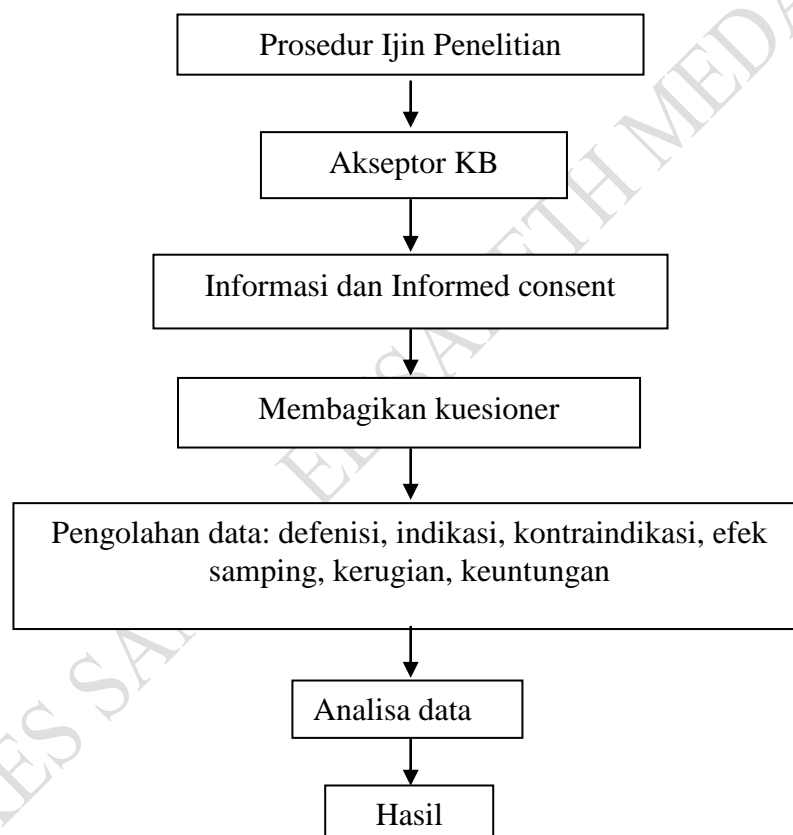 Prosedur Ijin Penelitian
Akseptor KB
Informasi dan Informed consent
Membagikan kuesioner
Pengolahan data: defenisi, indikasi, kontraindikasi, efek
samping, kerugian, keuntungan
Analisa data
Hasil